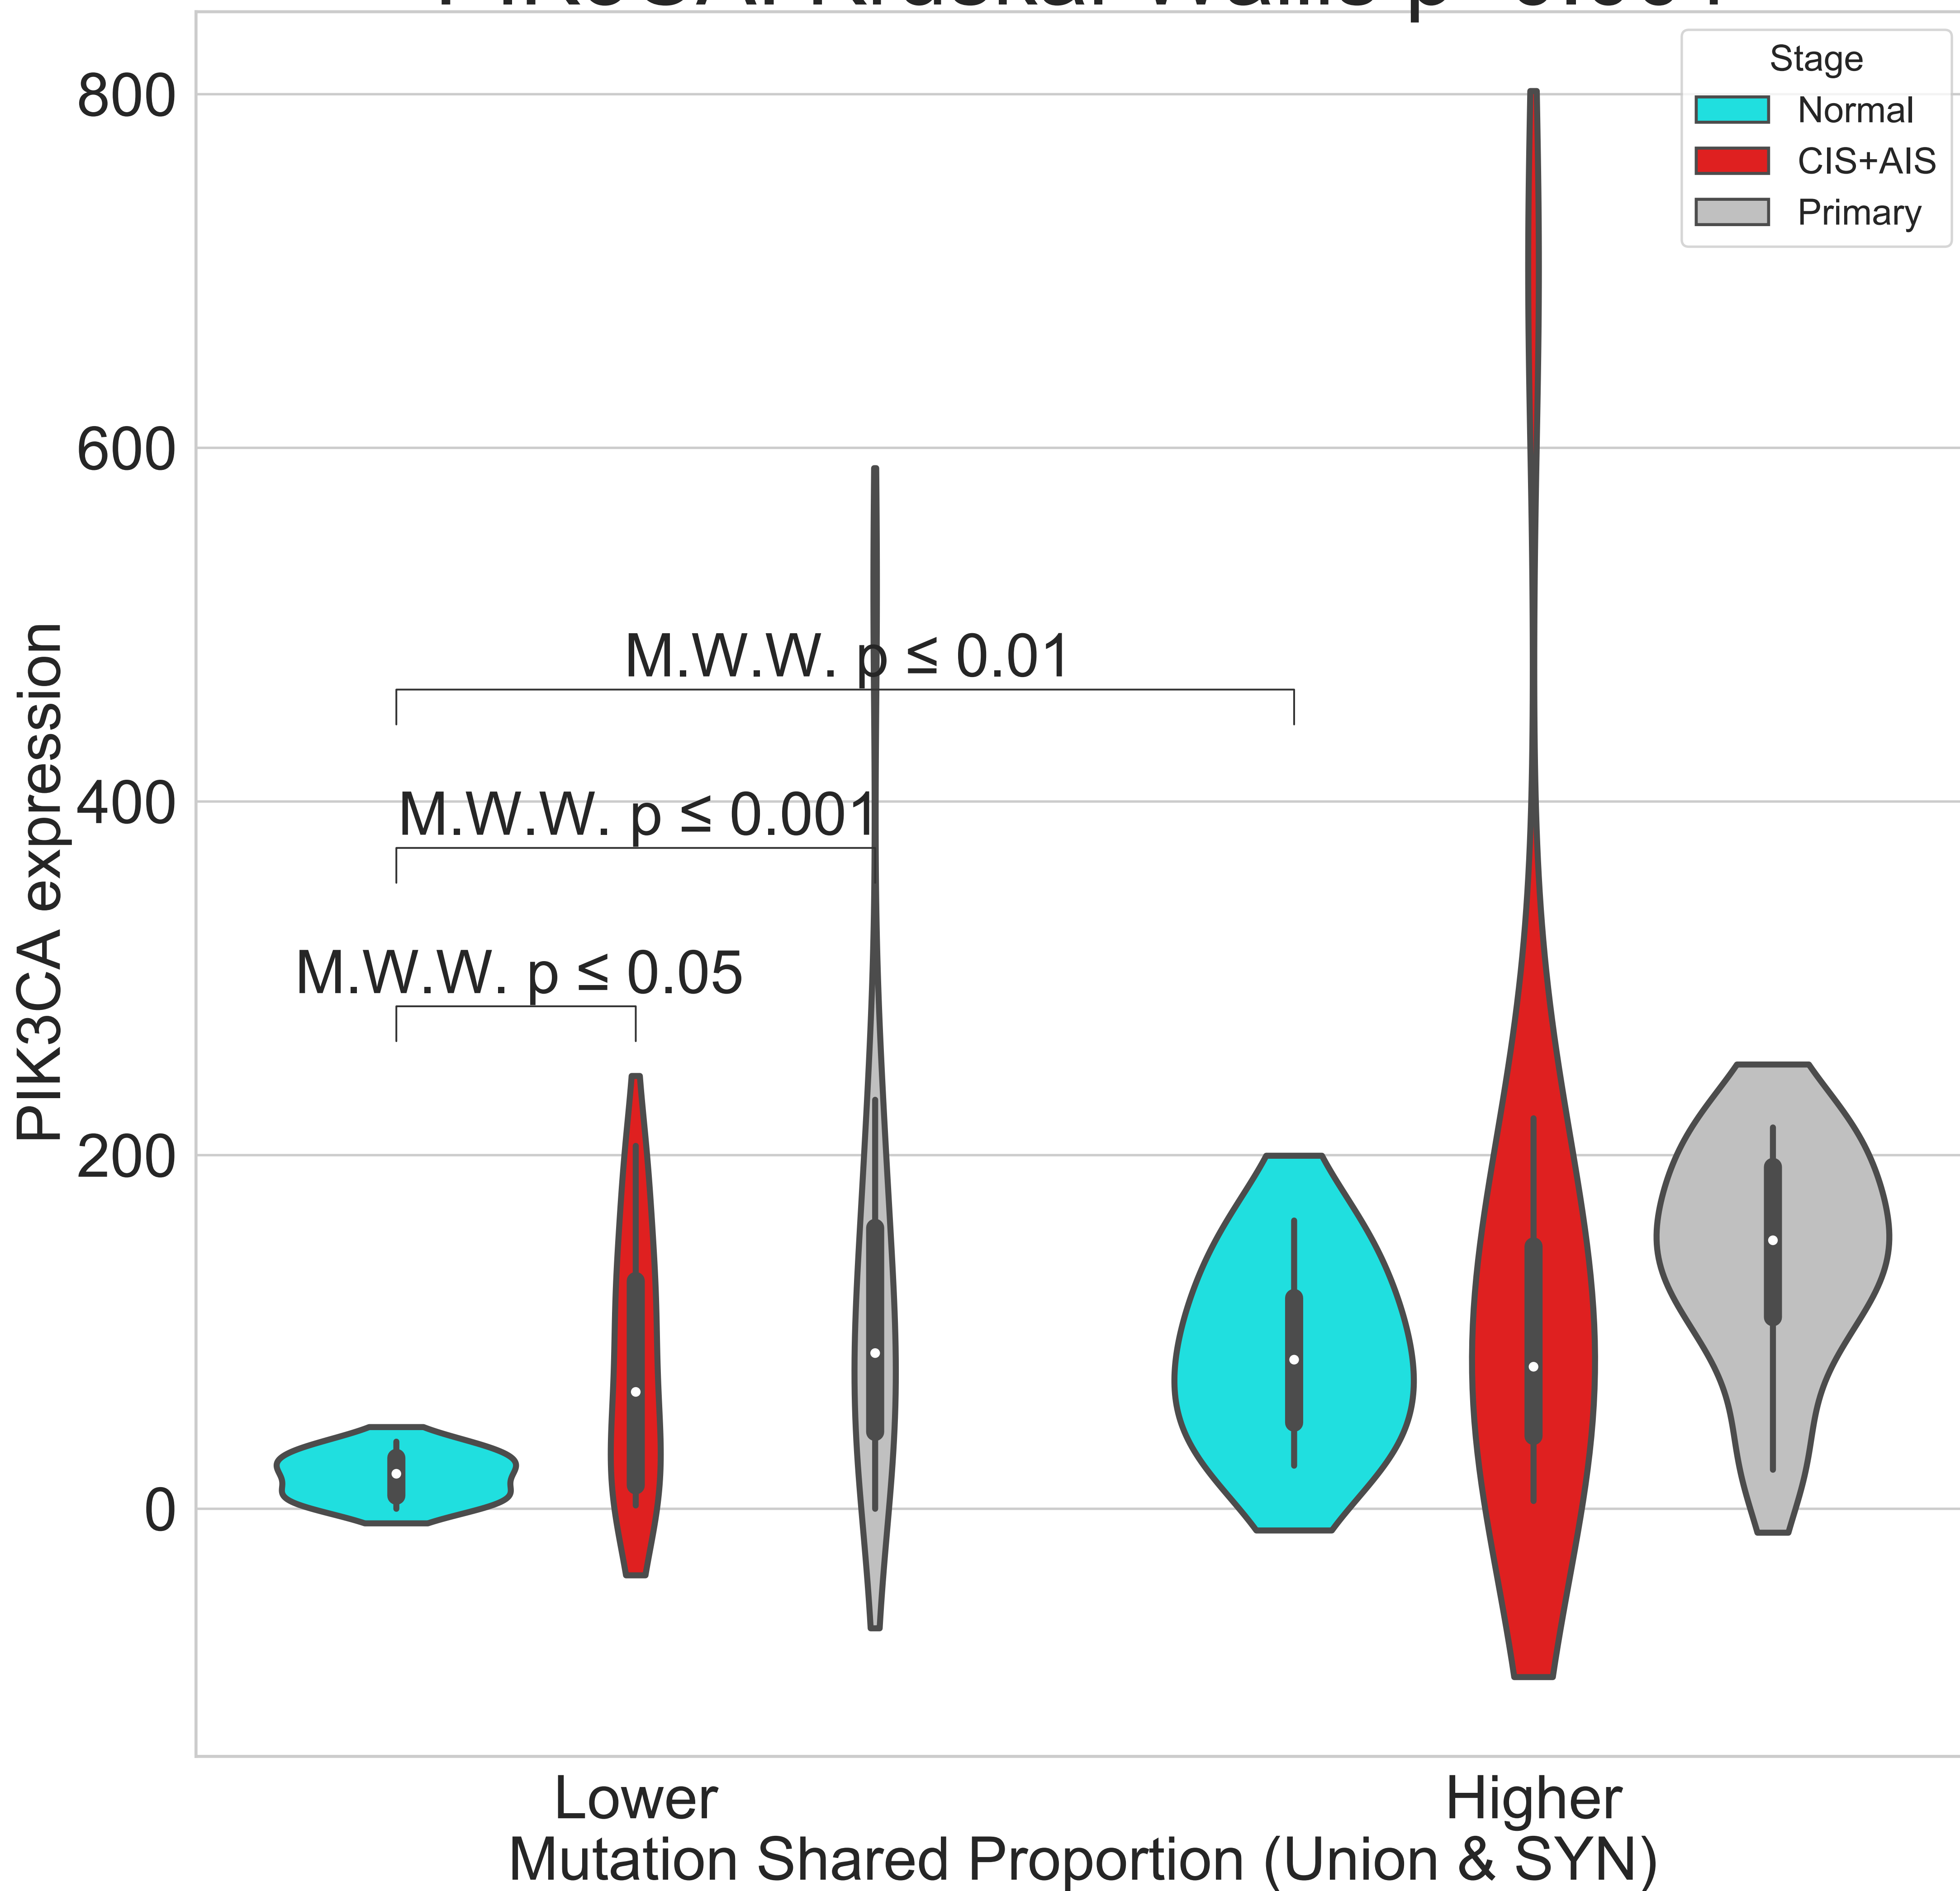 800
600
400
200
0
PIK3CA expression
Stage
Normal
CIS+AIS
Primary
M.W.W. p ≤ 0.01
M.W.W. p ≤ 0.001
M.W.W. p ≤ 0.05
Lower
Higher
Mutation Shared Proportion (Union & SYN)